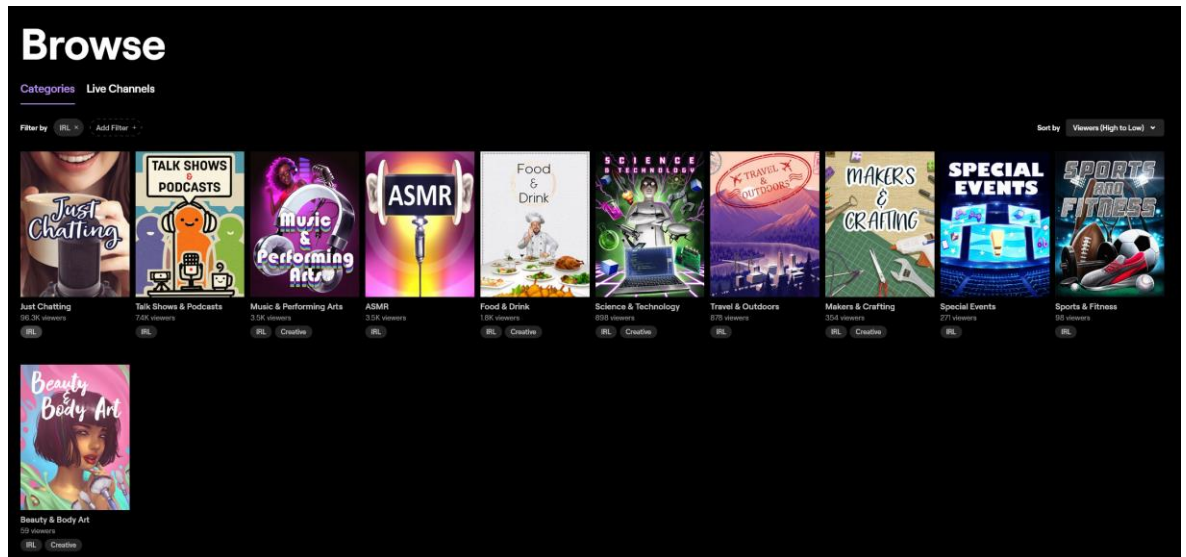 Browse
Categories Live Channels
Filter by IRL × Add Filter +
Sort by Viewers (High to Low)
Just
Chatting
TALK SHOWS
&
PODCASTS
Music
&
Performing
Arts
ASMR
Food
&
Drink
SCIENCE
& TECHNOLOGY
TRAVEL
&
OUTDOORS
MAKERS
&
CRAFTING
SPECIAL
EVENTS
SPORTS
AND
FITNESS
Just Chatting
96.3K viewers
IRL
Talk Shows & Podcasts
7.4K viewers
IRL
Music & Performing Arts
3.5K viewers
IRL Creative
ASMR
3.5K viewers
IRL
Food & Drink
1.8K viewers
IRL Creative
Science & Technology
898 viewers
IRL Creative
Travel & Outdoors
878 viewers
IRL
Makers & Crafting
354 viewers
IRL Creative
Special Events
271 viewers
IRL
Sports & Fitness
98 viewers
IRL
Beauty
&
Body Art
Beauty & Body Art
59 viewers
IRL Creative